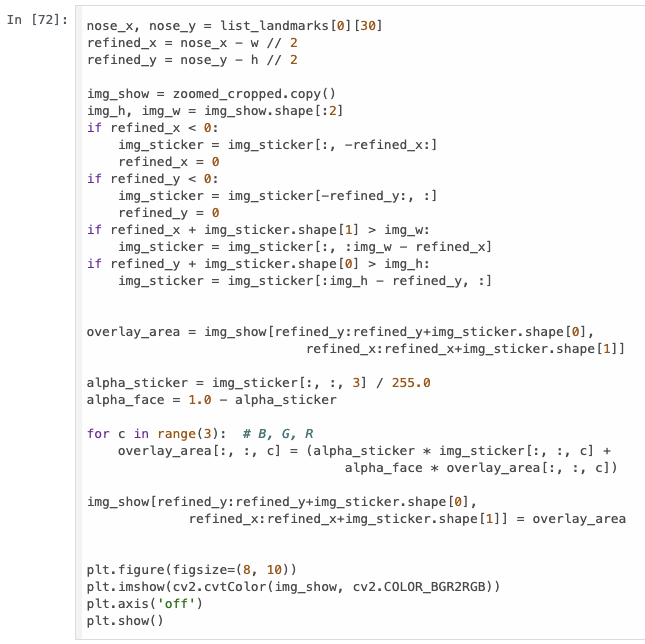 In [72]:
nose_x, nose_y = list_landmarks[0][30]
refined_x = nose_x - w // 2
refined_y = nose_y - h // 2

img_show = zoomed_cropped.copy()
img_h, img_w = img_show.shape[:2]
if refined_x < 0:
    img_sticker = img_sticker[:, -refined_x:]
    refined_x = 0
if refined_y < 0:
    img_sticker = img_sticker[-refined_y:, :]
    refined_y = 0
if refined_x + img_sticker.shape[1] > img_w:
    img_sticker = img_sticker[:, :img_w - refined_x]
if refined_y + img_sticker.shape[0] > img_h:
    img_sticker = img_sticker[:img_h - refined_y, :]


overlay_area = img_show[refined_y:refined_y+img_sticker.shape[0],
                            refined_x:refined_x+img_sticker.shape[1]]

alpha_sticker = img_sticker[:, :, 3] / 255.0
alpha_face = 1.0 - alpha_sticker

for c in range(3):  # B, G, R
    overlay_area[:, :, c] = (alpha_sticker * img_sticker[:, :, c] +
                                 alpha_face * overlay_area[:, :, c])

img_show[refined_y:refined_y+img_sticker.shape[0],
             refined_x:refined_x+img_sticker.shape[1]] = overlay_area


plt.figure(figsize=(8, 10))
plt.imshow(cv2.cvtColor(img_show, cv2.COLOR_BGR2RGB))
plt.axis('off')
plt.show()